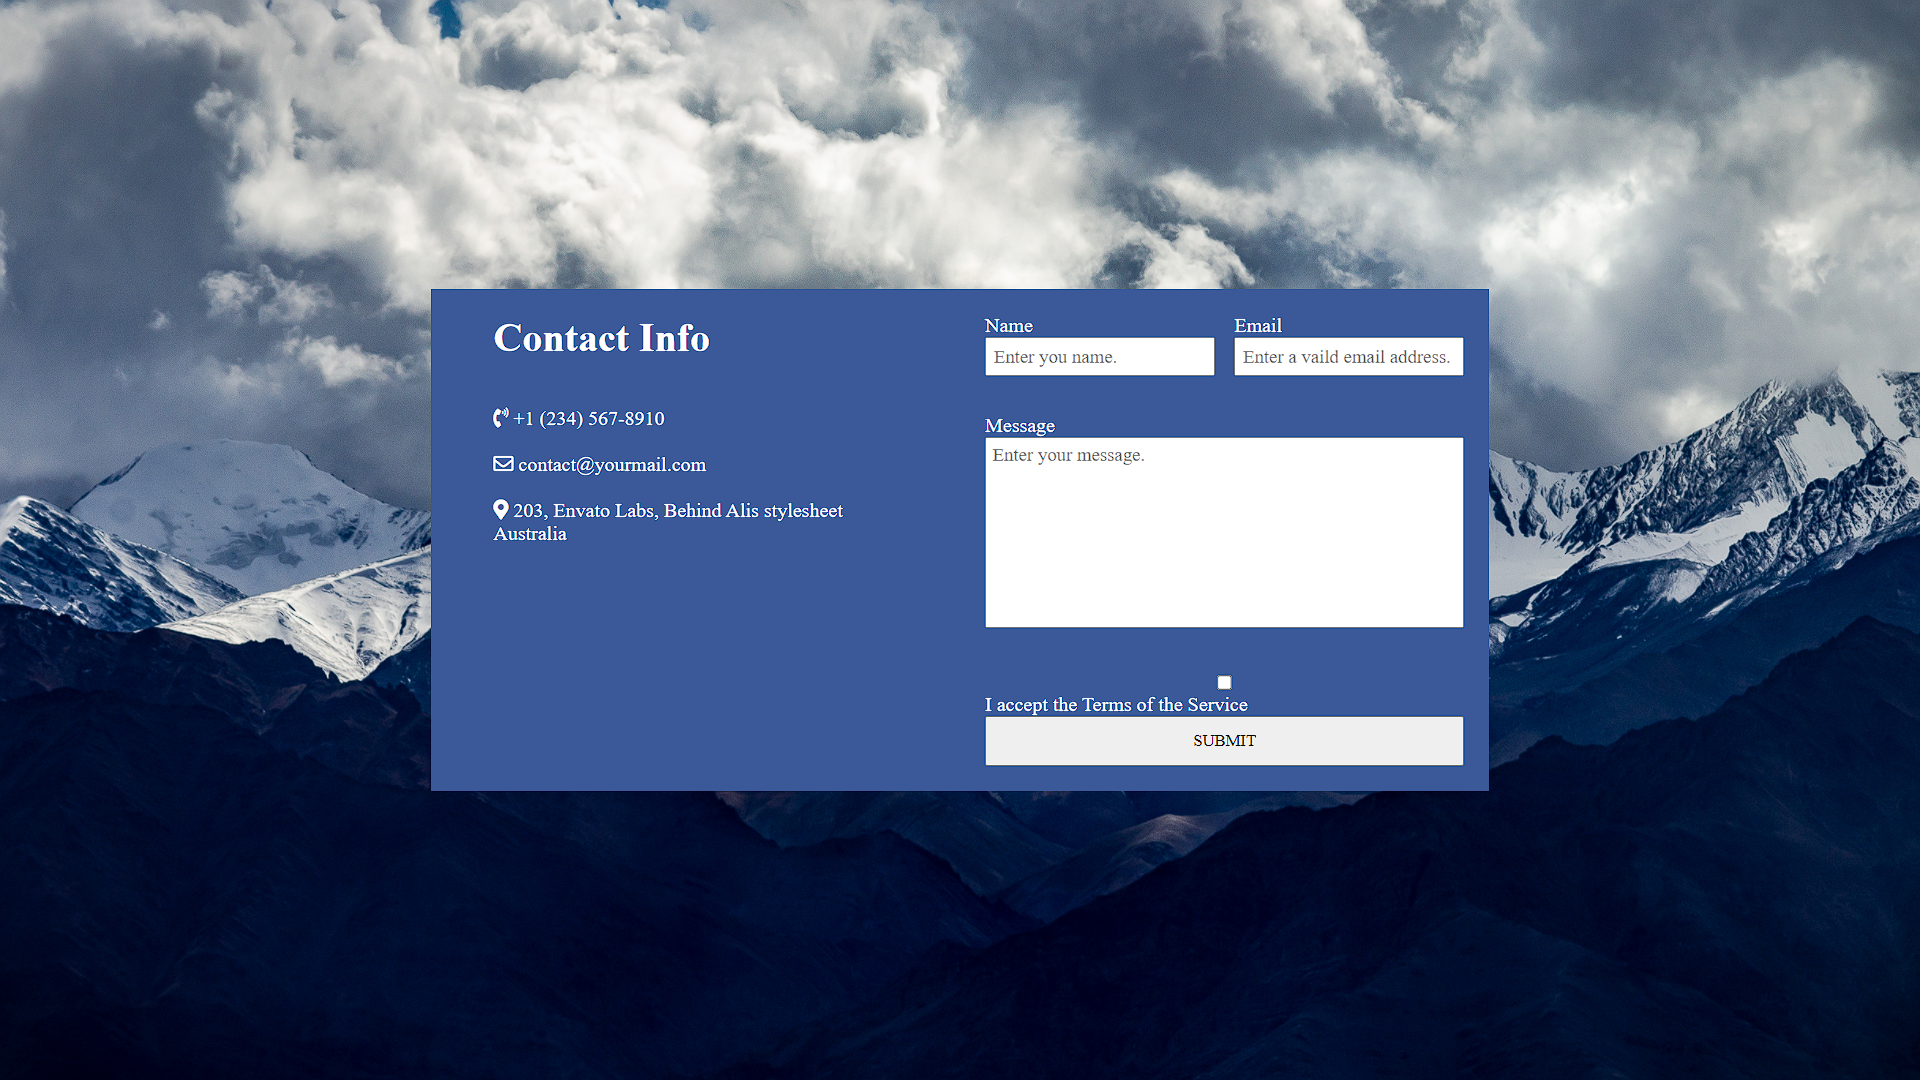 Contact Info
+1 (234) 567-8910
contact@yourmail.com
203, Envato Labs, Behind Alis stylesheet
Australia
Name
Enter you name.
Email
Enter a vaild email address.
Message
Enter your message.
I accept the Terms of the Service
SUBMIT